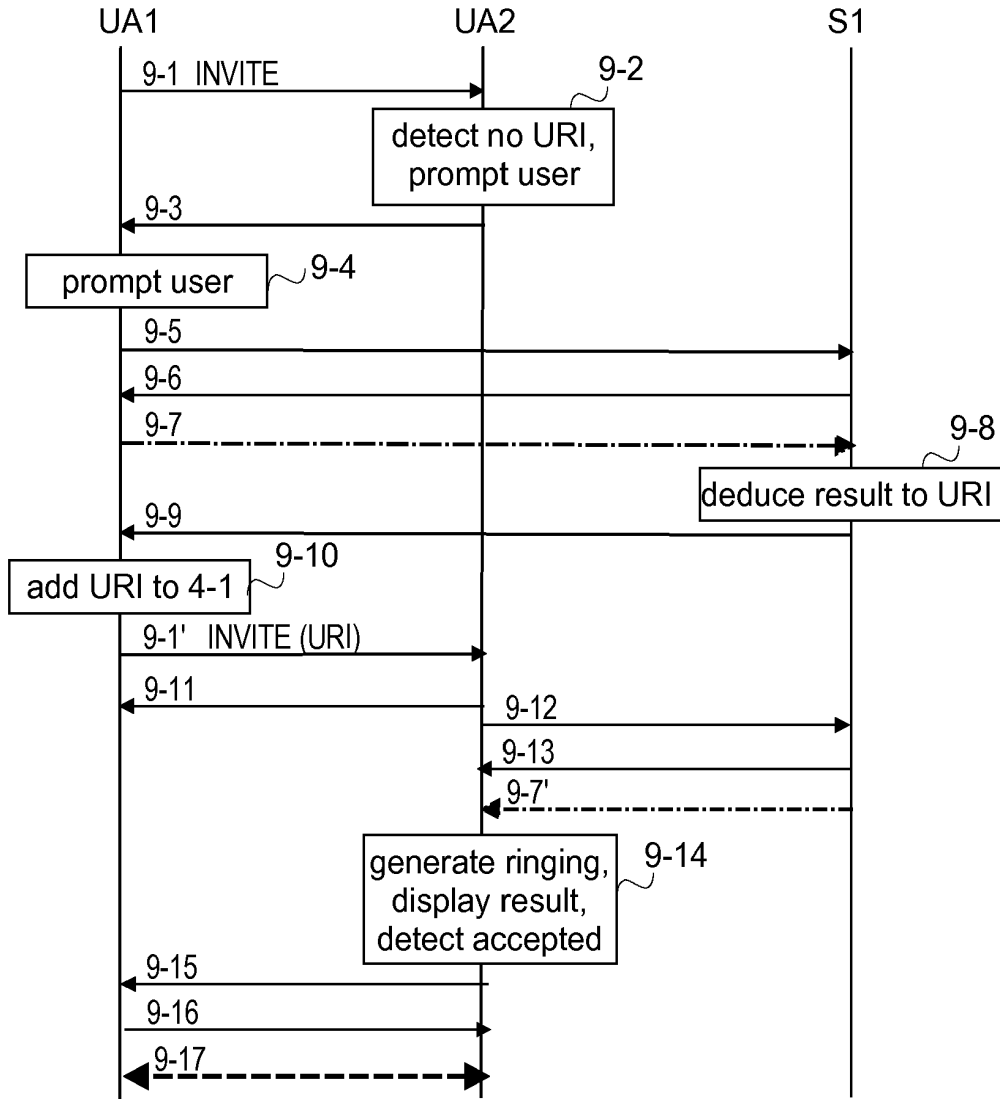 UA1 UA2 S1
9-1 INVITE
9-2
detect no URI,
prompt user
9-3
prompt user
9-4
9-5
9-6
9-7
9-8
deduce result to URI
9-9
9-10
add URI to 4-1
9-1' INVITE (URI)
9-11
9-12
9-13
9-7'
generate ringing,
display result,
detect accepted
9-14
9-15
9-16
9-17